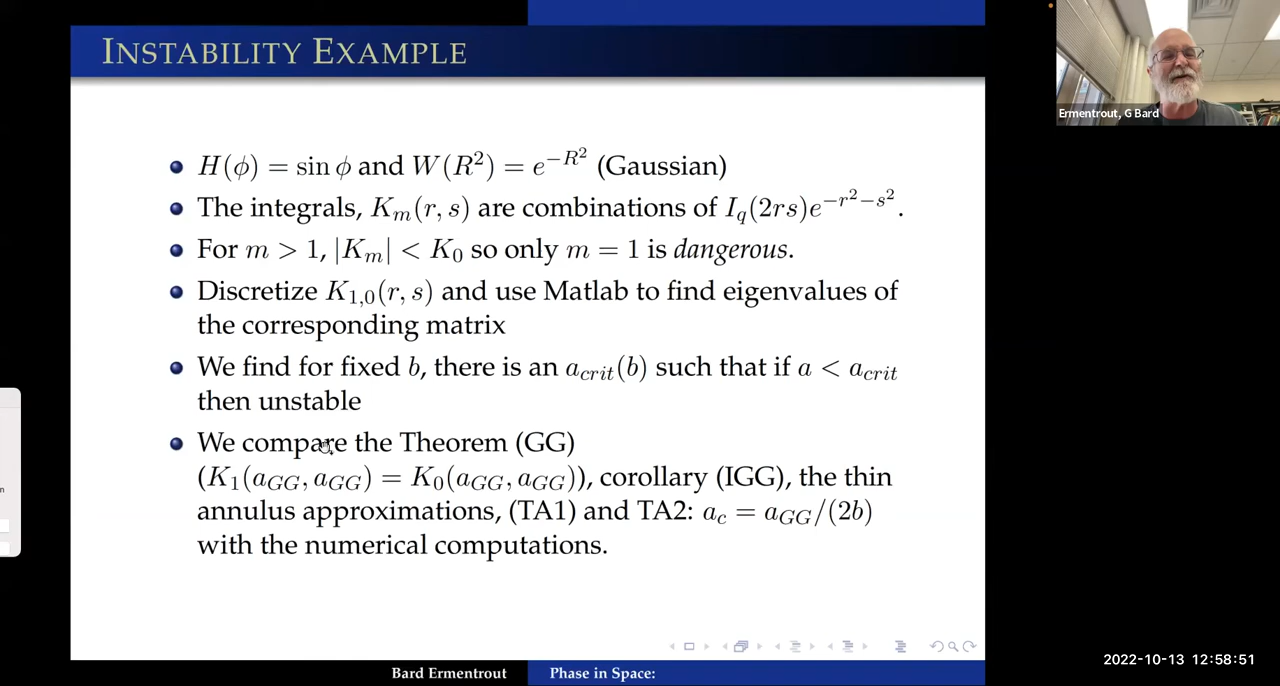 INSTABILITY EXAMPLE
H(ϕ) = sin ϕ and W(R²) = e^{−R²} (Gaussian)
The integrals, K_m(r, s) are combinations of I_q(2rs)e^{−r²−s²}.
For m > 1, |K_m| < K_0 so only m = 1 is dangerous.
Discretize K_{1,0}(r, s) and use Matlab to find eigenvalues of
the corresponding matrix
We find for fixed b, there is an a_{crit}(b) such that if a < a_{crit}
then unstable
We compare the Theorem (GG)
(K_1(a_{GG}, a_{GG}) = K_0(a_{GG}, a_{GG})), corollary (IGG), the thin
annulus approximations, (TA1) and TA2: a_c = a_{GG}/(2b)
with the numerical computations.
Bard Ermentrout
Phase in Space:
Ermentrout, G Bard
2022-10-13 12:58:51